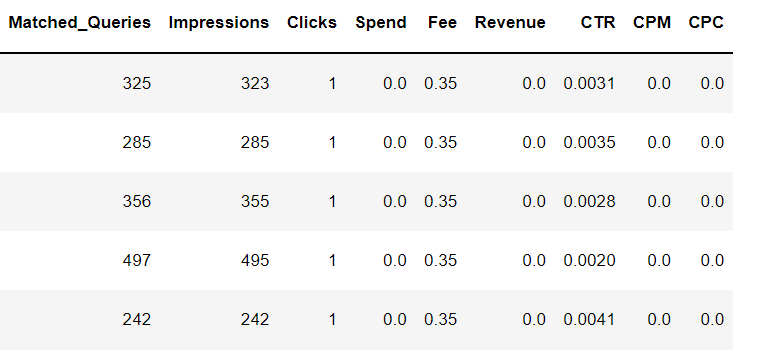 Matched_Queries Impressions Clicks Spend Fee Revenue CTR CPM CPC
325 323 1 0.0 0.35 0.0 0.0031 0.0 0.0
285 285 1 0.0 0.35 0.0 0.0035 0.0 0.0
356 355 1 0.0 0.35 0.0 0.0028 0.0 0.0
497 495 1 0.0 0.35 0.0 0.0020 0.0 0.0
242 242 1 0.0 0.35 0.0 0.0041 0.0 0.0